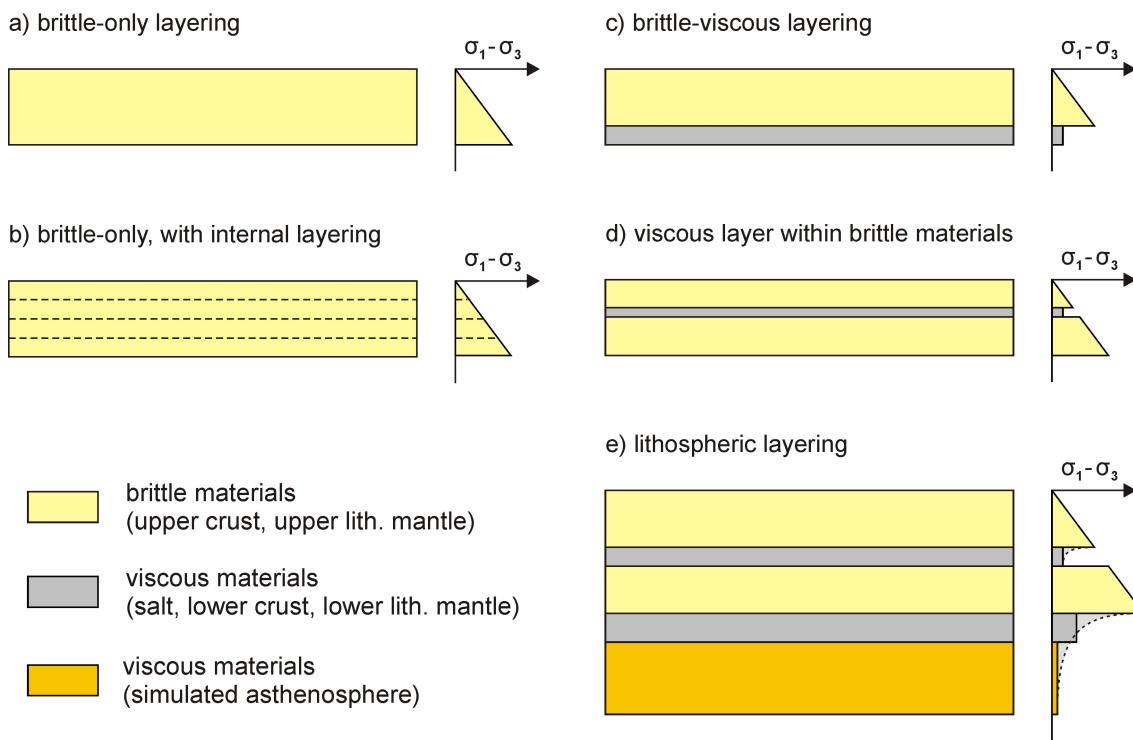 a) brittle-only layering
σ1-σ3
b) brittle-only, with internal layering
σ1-σ3
brittle materials
(upper crust, upper lith. mantle)
viscous materials
(salt, lower crust, lower lith. mantle)
viscous materials
(simulated asthenosphere)
c) brittle-viscous layering
σ1-σ3
d) viscous layer within brittle materials
σ1-σ3
e) lithospheric layering
σ1-σ3